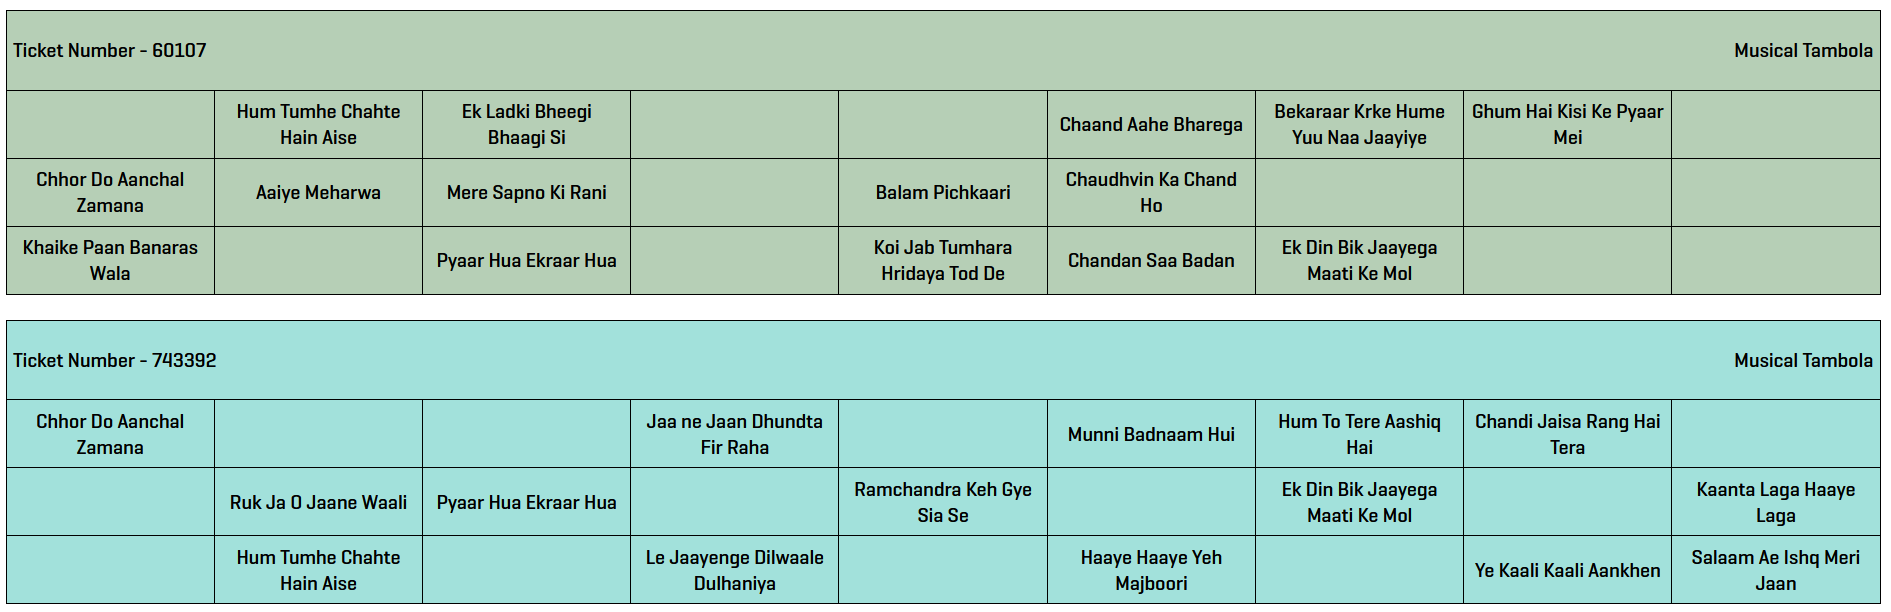 Ticket Number - 60107 Musical Tambola
Hum Tumhe Chahte Ek Ladki Bheegi Bekaraar Krke Hume Ghum Hai Kisi Ke Pyaar
Chaand Aahe Bharega
Hain Aise Bhaagi Si Yuu Naa Jaayiye Mei
Chhor Do Aanchal Chaudhvin Ka Chand
Aaiye Meharwa Mere Sapno Ki Rani Balam Pichkaari
Zamana Ho
Khaike Paan Banaras Koi Jab Tumhara Ek Din Bik Jaayega
Pyaar Hua Ekraar Hua Chandan Saa Badan
Wala Hridaya Tod De Maati Ke Mol
Ticket Number - 743392 Musical Tambola
Chhor Do Aanchal Jaa ne Jaan Dhundta Hum To Tere Aashiq Chandi Jaisa Rang Hai
Munni Badnaam Hui
Zamana Fir Raha Hai Tera
Ramchandra Keh Gye Ek Din Bik Jaayega Kaanta Laga Haaye
Ruk Ja O Jaane Waali Pyaar Hua Ekraar Hua
Sia Se Maati Ke Mol Laga
Hum Tumhe Chahte Le Jaayenge Dilwaale Haaye Haaye Yeh Salaam Ae Ishq Meri
Ye Kaali Kaali Aankhen
Hain Aise Dulhaniya Majboori Jaan